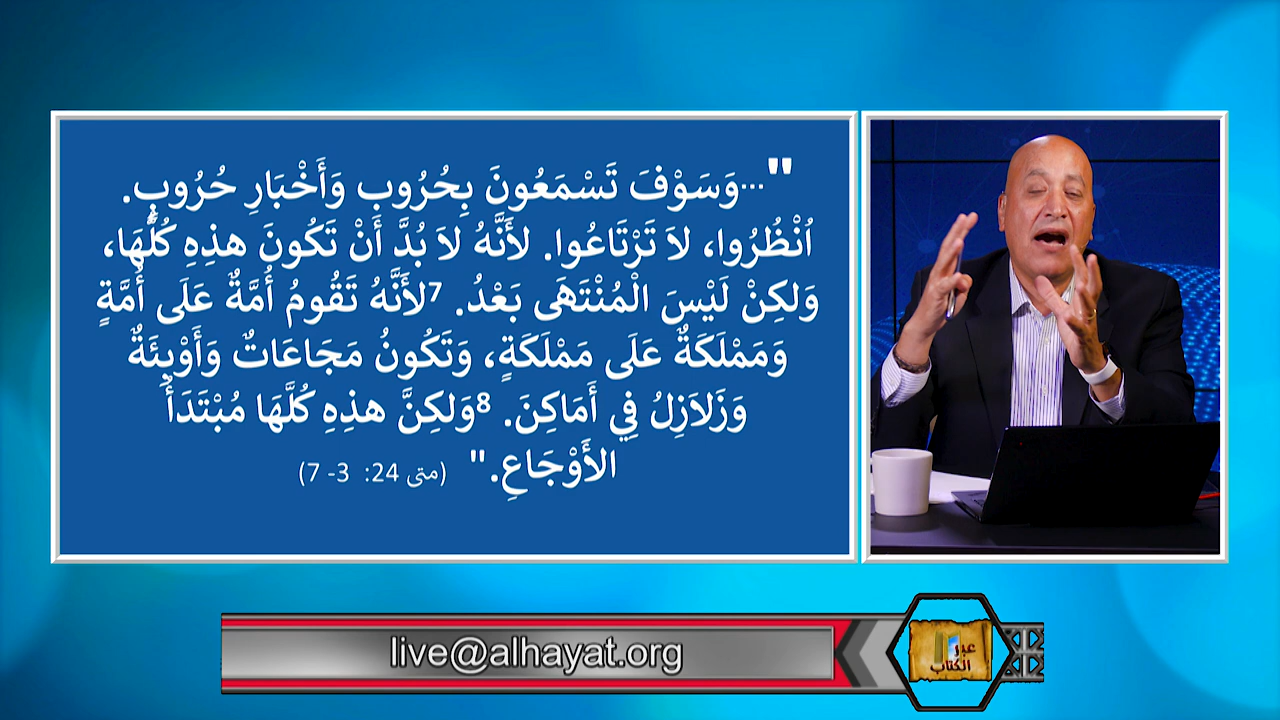 "...وَسَوْفَ تَسْمَعُونَ بِحُرُوبٍ وَأَخْبَارِ حُرُوبٍ.
اُنْظُرُوا، لاَ تَرْتَاعُوا. لأَنَّهُ لاَ بُدَّ أَنْ تَكُونَ هذِهِ كُلُّهَا،
وَلكِنْ لَيْسَ الْمُنْتَهَى بَعْدُ. 7لأَنَّهُ تَقُومُ أُمَّةٌ عَلَى أُمَّةٍ
وَمَمْلَكَةٌ عَلَى مَمْلَكَةٍ، وَتَكُونُ مَجَاعَاتٌ وَأَوْبِئَةٌ
وَزَلاَزِلُ فِي أَمَاكِنَ. 8وَلكِنَّ هذِهِ كُلَّهَا مُبْتَدَأُ
الأَوْجَاعِ." (متى 24: 3- 7)
live@alhayat.org
عبر
الكتاب